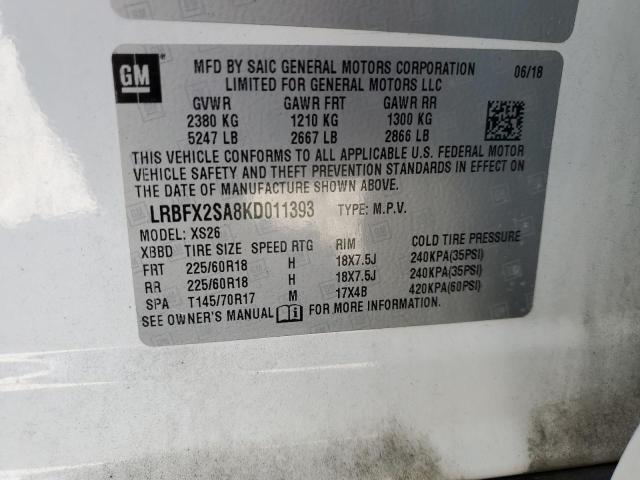 GM
MFD BY SAIC GENERAL MOTORS CORPORATION 06/18
LIMITED FOR GENERAL MOTORS LLC
GVWR GAWR FRT GAWR RR
2380 KG 1210 KG 1300 KG
5247 LB 2667 LB 2866 LB
THIS VEHICLE CONFORMS TO ALL APPLICABLE U.S. FEDERAL MOTOR
VEHICLE SAFETY AND THEFT PREVENTION STANDARDS IN EFFECT ON
THE DATE OF MANUFACTURE SHOWN ABOVE.
LRBFX2SA8KD011393 TYPE: M.P.V.
MODEL: XS26
XBBD TIRE SIZE SPEED RTG RIM COLD TIRE PRESSURE
FRT 225/60R18 H 18X7.5J 240KPA(35PSI)
RR 225/60R18 H 18X7.5J 240KPA(35PSI)
SPA T145/70R17 M 17X4B 420KPA(60PSI)
SEE OWNER'S MANUAL FOR MORE INFORMATION.